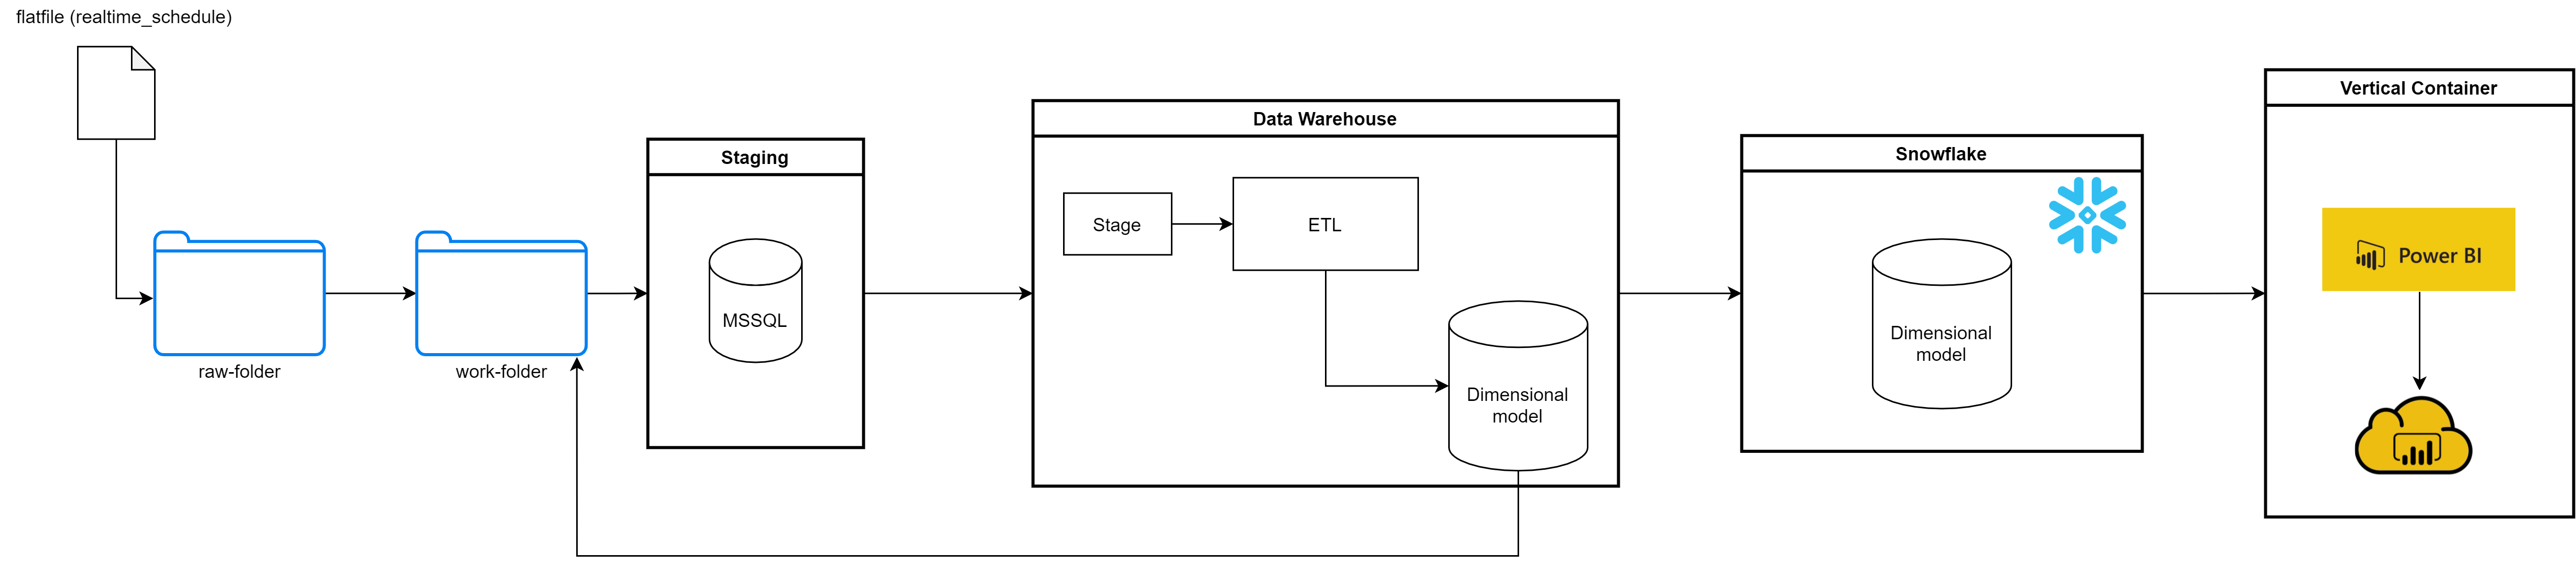 flatfile (realtime_schedule)
raw-folder
work-folder
Staging
MSSQL
Data Warehouse
Stage
ETL
Dimensional
model
Snowflake
Dimensional
model
Vertical Container
Power BI